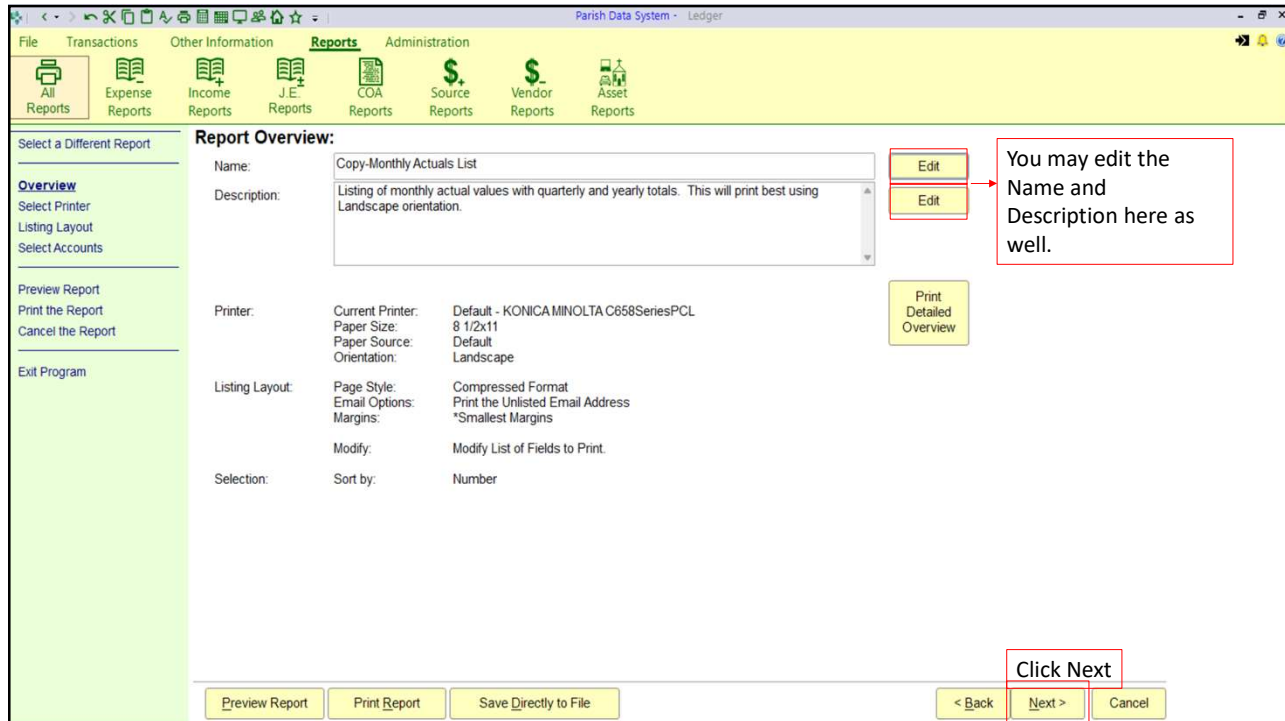 Parish Data System - Ledger
File Transactions Other Information Reports Administration
All Reports
Expense Reports
Income Reports
J.E. Reports
COA Reports
Source Reports
Vendor Reports
Asset Reports
Select a Different Report
Overview
Select Printer
Listing Layout
Select Accounts
Preview Report
Print the Report
Cancel the Report
Exit Program
Report Overview:
Name: Copy-Monthly Actuals List Edit
Description: Listing of monthly actual values with quarterly and yearly totals. This will print best using Edit
Landscape orientation.
You may edit the
Name and
Description here as
well.
Print
Detailed
Overview
Printer: Current Printer: Default - KONICA MINOLTA C658SeriesPCL
Paper Size: 8 1/2x11
Paper Source: Default
Orientation: Landscape
Listing Layout: Page Style: Compressed Format
Email Options: Print the Unlisted Email Address
Margins: *Smallest Margins
Modify: Modify List of Fields to Print.
Selection: Sort by: Number
Click Next
Preview Report Print Report Save Directly to File < Back Next > Cancel